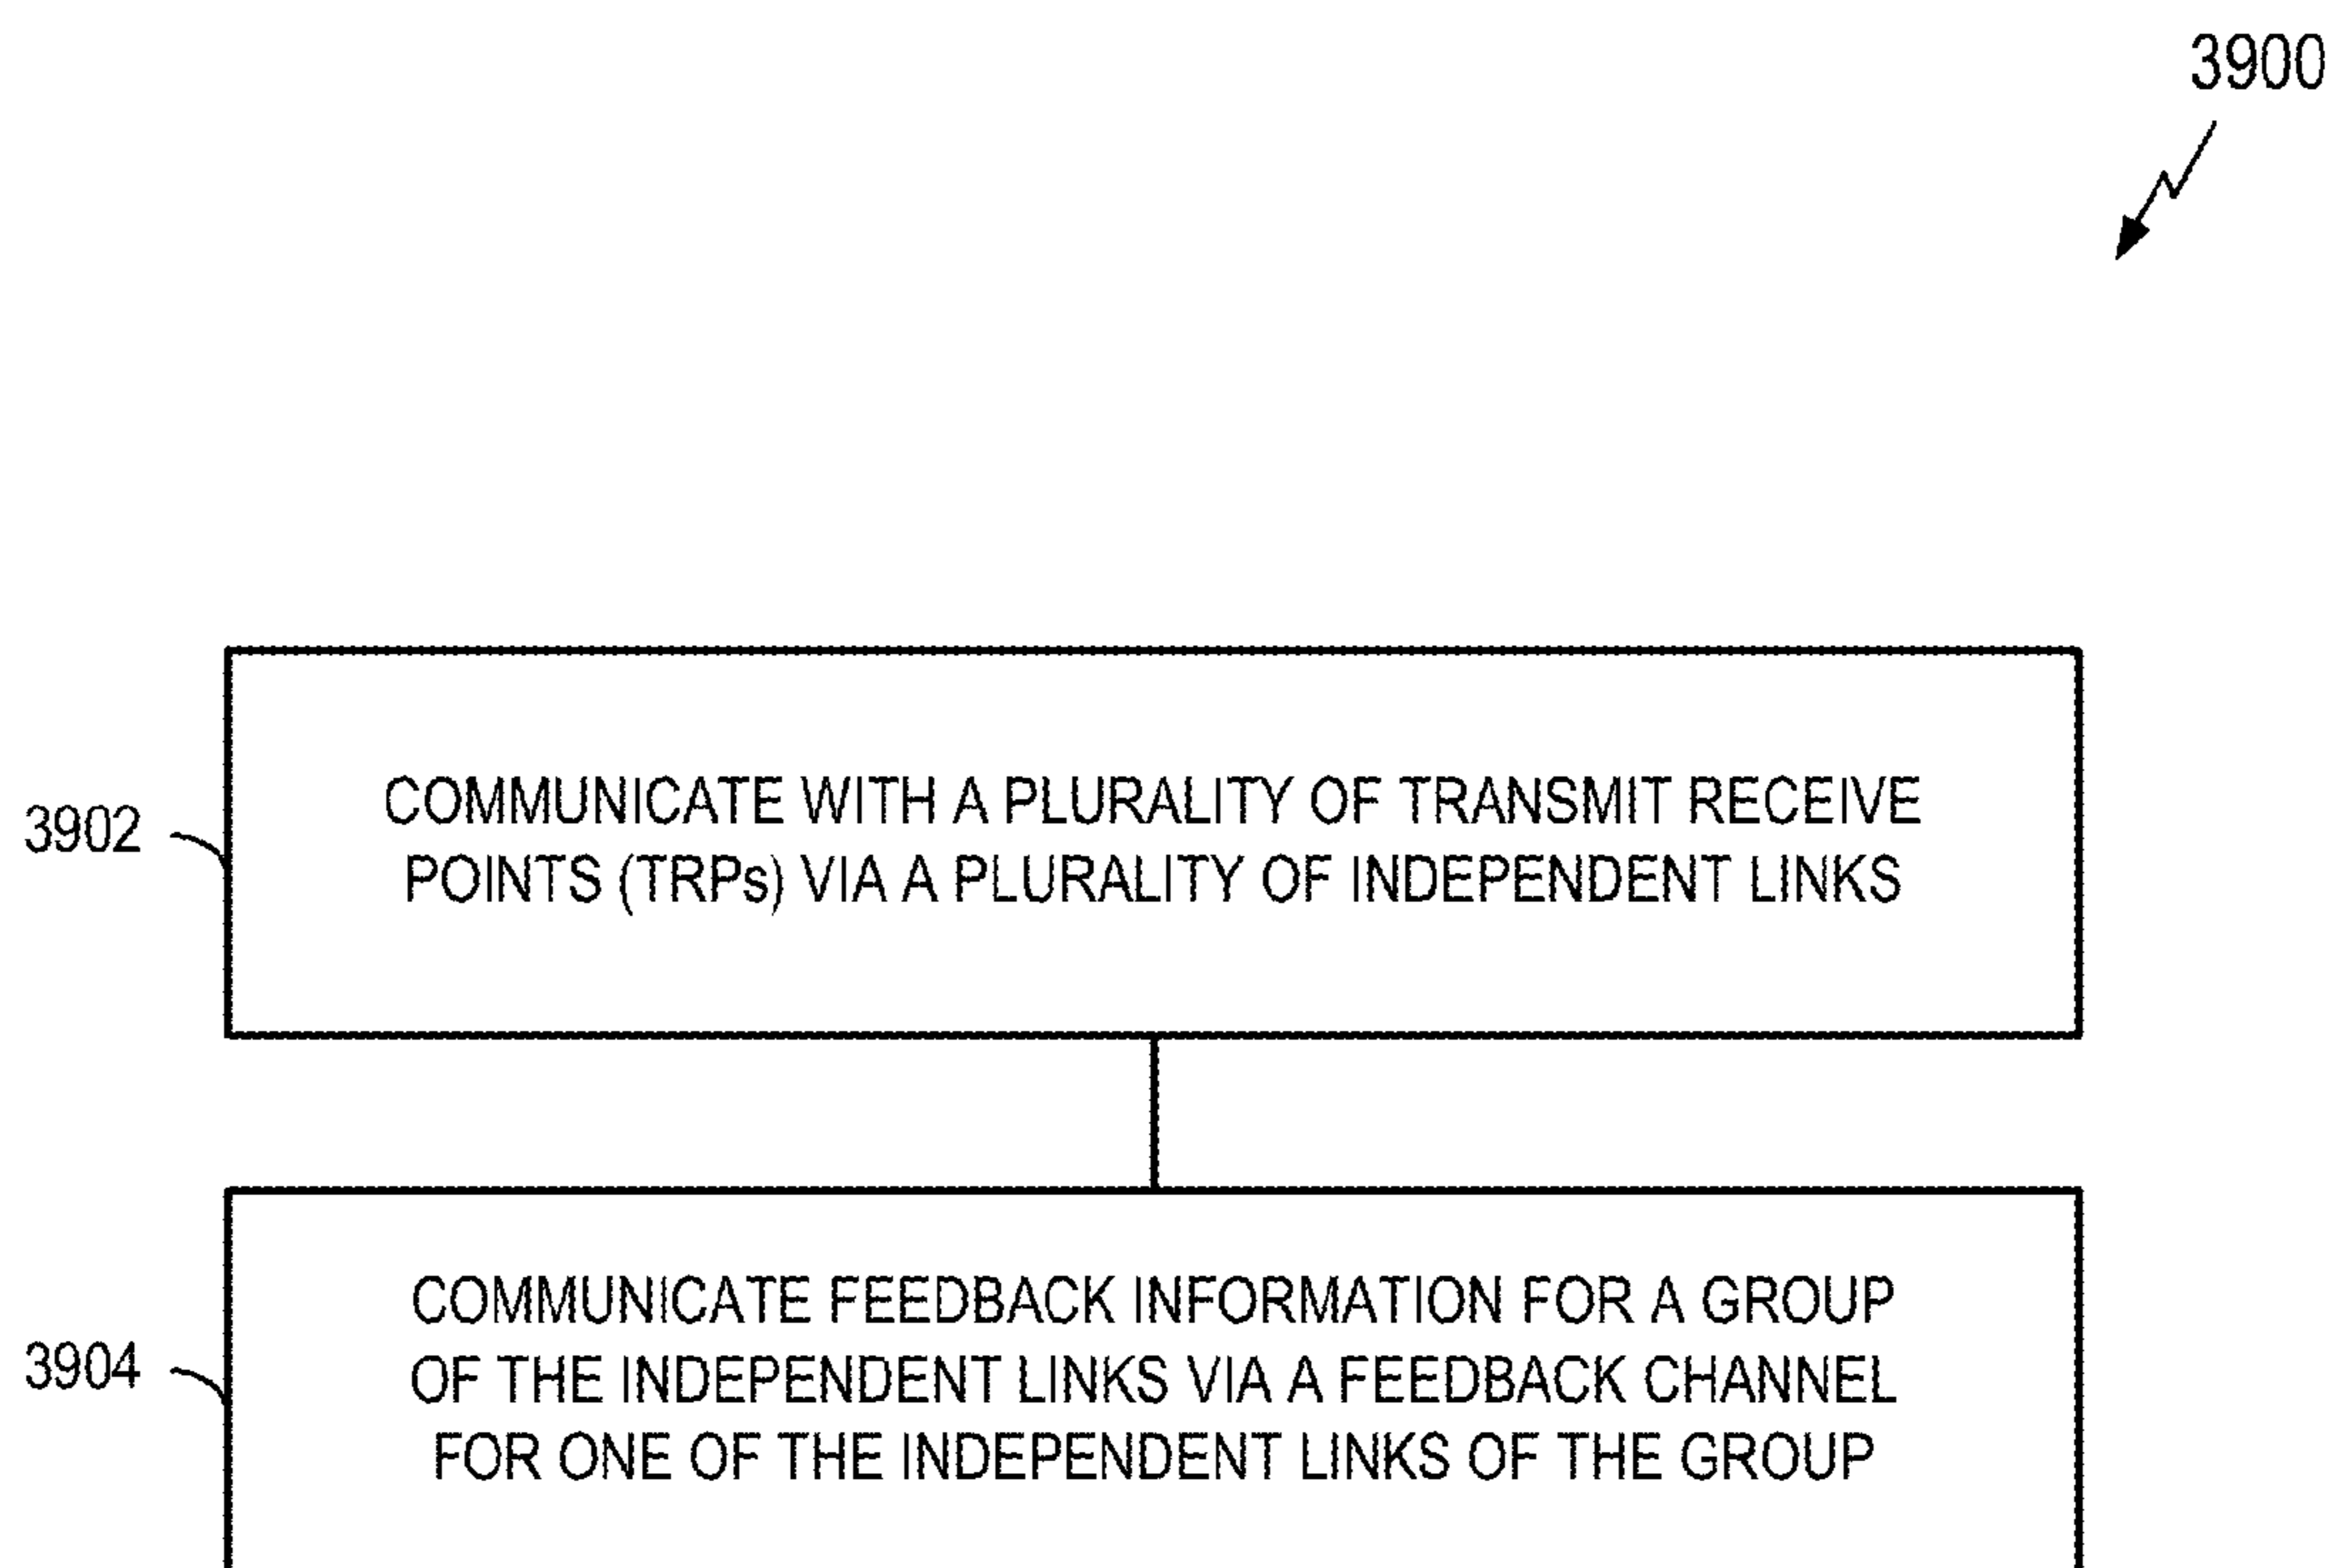 3900
3902
COMMUNICATE WITH A PLURALITY OF TRANSMIT RECEIVE
POINTS (TRPs) VIA A PLURALITY OF INDEPENDENT LINKS
3904
COMMUNICATE FEEDBACK INFORMATION FOR A GROUP
OF THE INDEPENDENT LINKS VIA A FEEDBACK CHANNEL
FOR ONE OF THE INDEPENDENT LINKS OF THE GROUP